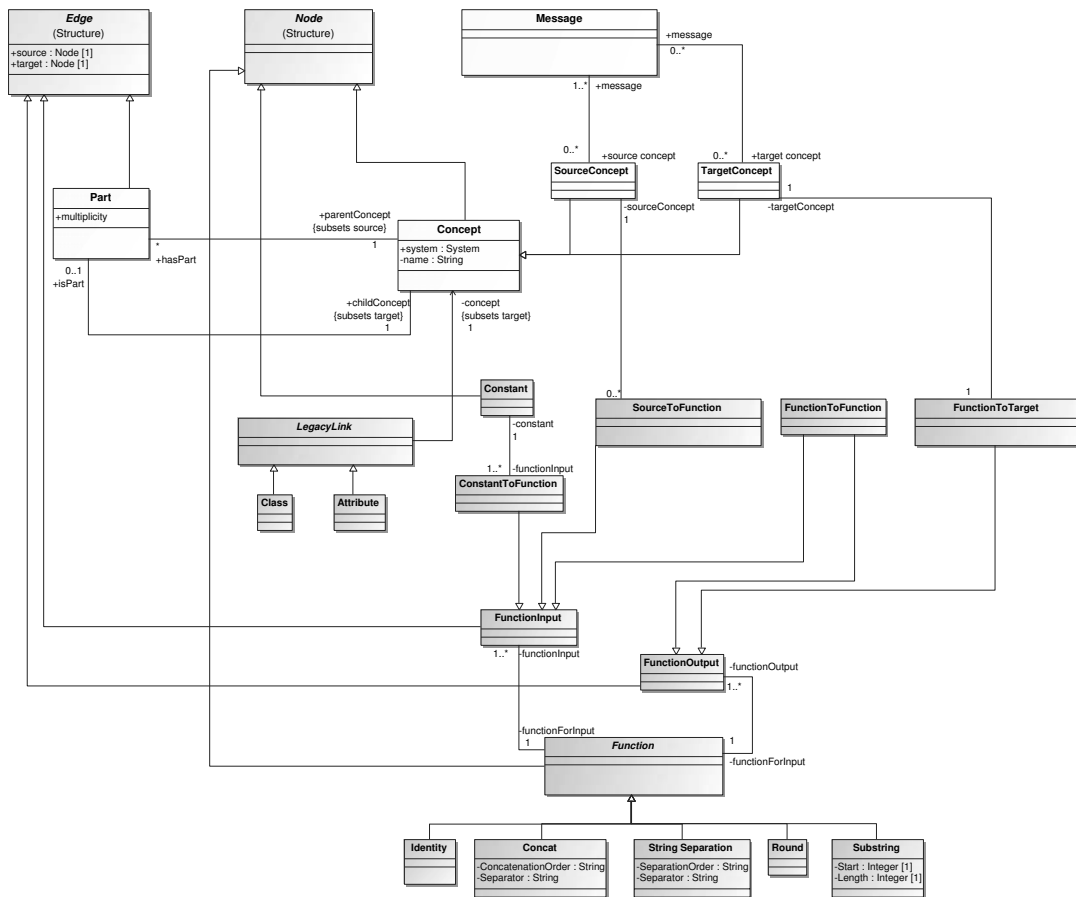 Edge
(Structure)
+source : Node [1]
+target : Node [1]
Node
(Structure)
Message
+message
0..*
1..*
+message
0..*
+source concept
0..*
+target concept
SourceConcept
TargetConcept
-sourceConcept
1
1
-targetConcept
Part
+multiplicity
+parentConcept
{subsets source}
1
*
+hasPart
Concept
+system : System
-name : String
0..1
+isPart
+childConcept
{subsets target}
1
-concept
{subsets target}
1
Constant
-constant
1
0..*
SourceToFunction
FunctionToFunction
1
FunctionToTarget
LegacyLink
1..*
-functionInput
ConstantToFunction
Class
Attribute
FunctionInput
1..*
-functionInput
FunctionOutput
-functionOutput
1..*
-functionForInput
1
Function
1
-functionForInput
Identity
Concat
-ConcatenationOrder : String
-Separator : String
String Separation
-SeparationOrder : String
-Separator : String
Round
Substring
-Start : Integer [1]
-Length : Integer [1]